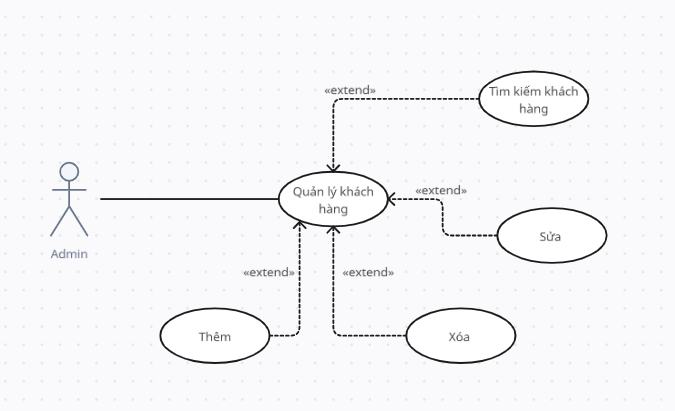 «extend»
Tìm kiếm khách
hàng
Quản lý khách
hàng
«extend»
Sửa
Admin
«extend»
«extend»
Thêm
Xóa